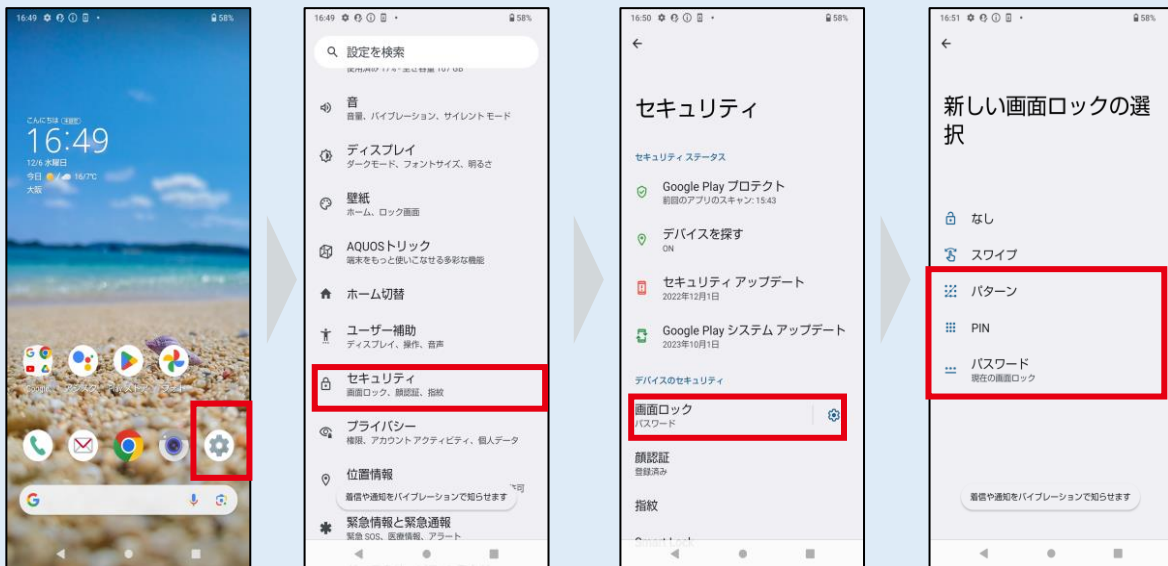 16:49
58%
こんにちは
16:49
12/6 水曜日
今日
16/7℃
大阪
Google
16:49
58%
設定を検索
音
音量、バイブレーション、サイレント モード
ディスプレイ
ダークモード、フォントサイズ、明るさ
壁紙
ホーム、ロック画面
AQUOSトリック
端末をもっと使いこなせる多彩な機能
ホーム切替
ユーザー補助
ディスプレイ、操作、音声
セキュリティ
画面ロック、顔認証、指紋
プライバシー
権限、アカウント アクティビティ、個人データ
位置情報
着信や通知をバイブレーションで知らせます
緊急情報と緊急通報
緊急 SOS、医療情報、アラート
16:50
58%
セキュリティ
セキュリティ ステータス
Google Play プロテクト
前回のアプリのスキャン: 15:43
デバイスを探す
ON
セキュリティ アップデート
2022年12月1日
Google Play システム アップデート
2023年10月1日
デバイスのセキュリティ
画面ロック
パスワード
顔認証
登録済み
指紋
Smart Lock
16:51
58%
新しい画面ロックの選
択
なし
スワイプ
パターン
PIN
パスワード
現在の画面ロック
着信や通知をバイブレーションで知らせます